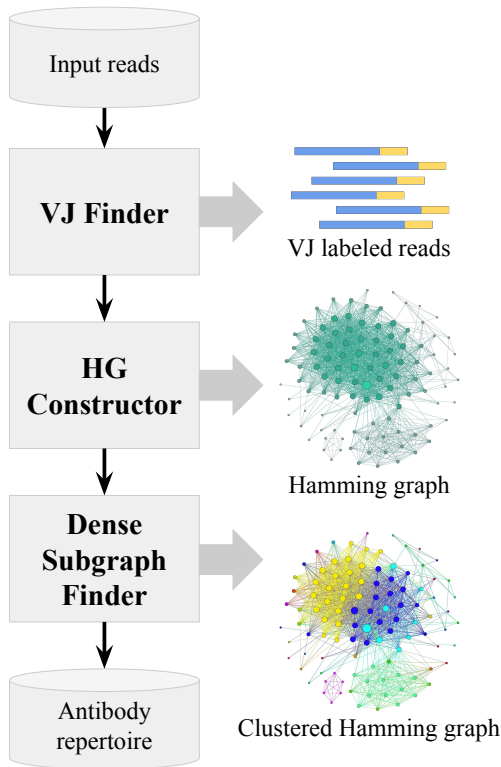 Input reads
VJ Finder
VJ labeled reads
HG
Constructor
Hamming graph
Dense
Subgraph
Finder
Clustered Hamming graph
Antibody
repertoire